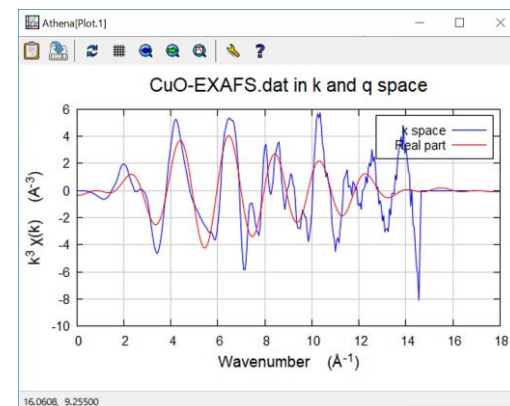 Athena[Plot.1]
CuO-EXAFS.dat in k and q space
k space
Real part
6
4
2
0
-2
-4
-6
-8
-10
k³ χ(k) (A⁻³)
0 2 4 6 8 10 12 14 16 18
Wavenumber (Å⁻¹)
16.0608, 9.25500